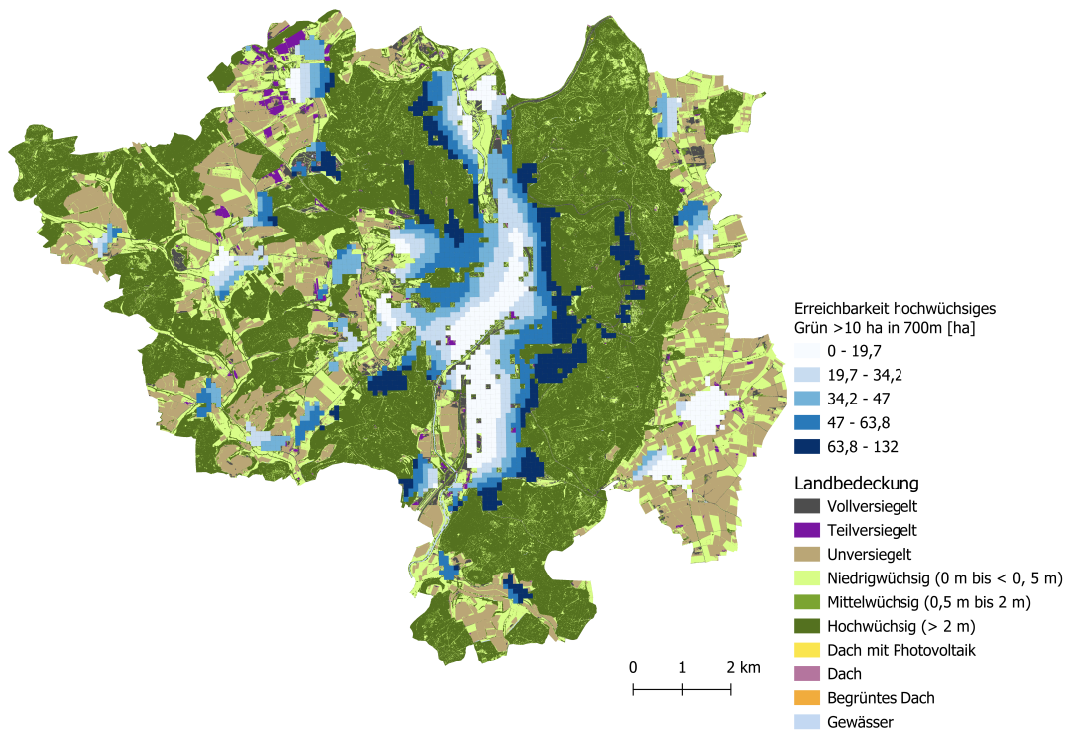 Erreichbarkeit hochwüchsiges
Grün >10 ha in 700m [ha]
0 - 19,7
19,7 - 34,2
34,2 - 47
47 - 63,8
63,8 - 132
Landbedeckung
Vollversiegelt
Teilversiegelt
Unversiegelt
Niedrigwüchsig (0 m bis < 0, 5 m)
Mittelwüchsig (0,5 m bis 2 m)
Hochwüchsig (> 2 m)
Dach mit Photovoltaik
Dach
Begrüntes Dach
Gewässer
0 1 2 km